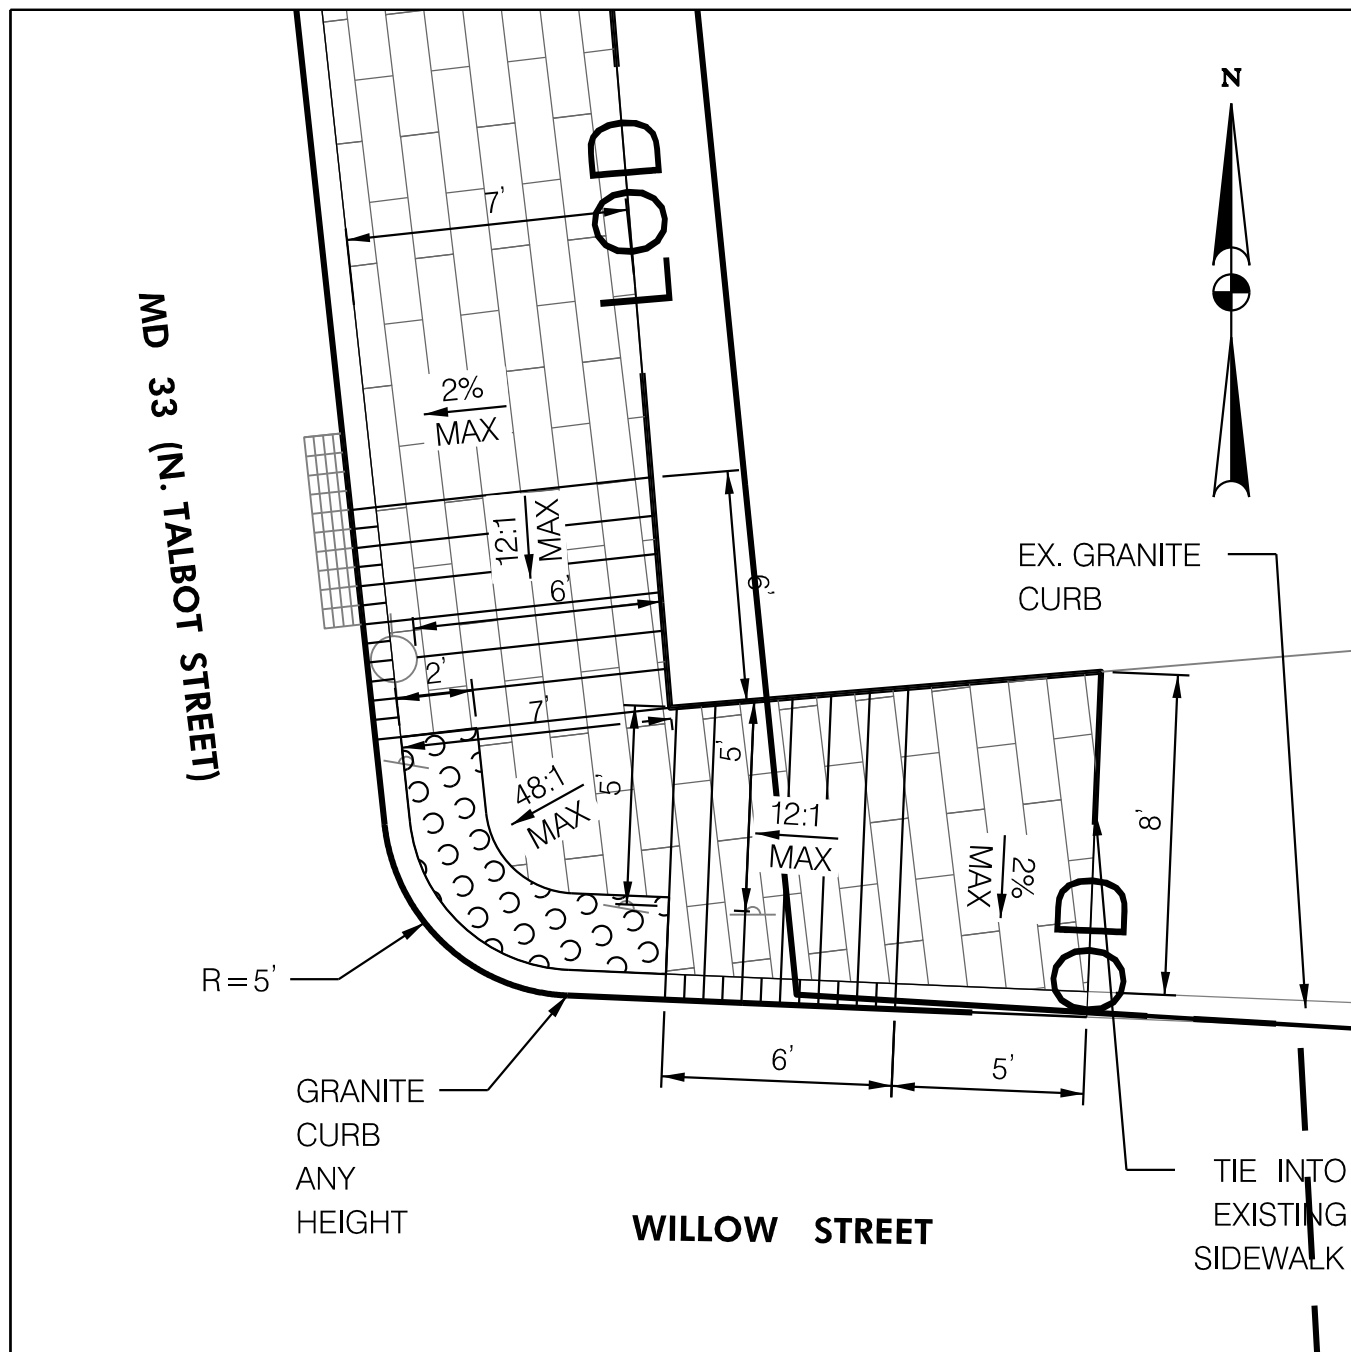 N
LOD
7’
MD 33 (N. TALBOT STREET)
2%
MAX
12:1
MAX
6’
6’
EX. GRANITE
CURB
2’
7’
5’
5’
48:1
MAX
12:1
MAX
2%
MAX
8’
LOD
R=5’
6’
5’
GRANITE
CURB
ANY
HEIGHT
WILLOW STREET
TIE INTO
EXISTING
SIDEWALK